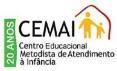 20 ANOS
CEMAI
Centro Educacional
Metodista de Atendimento
à Infância